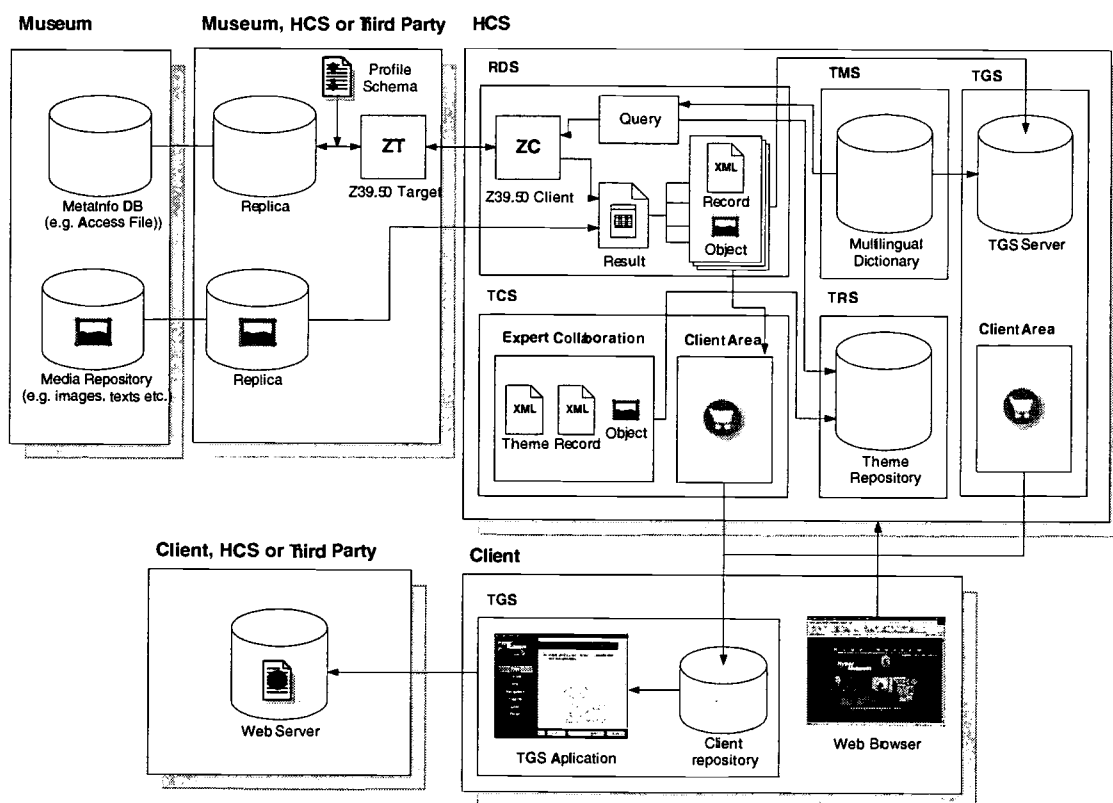 Museum
Museum, HCS or Third Party
HCS
Profile
Schema
RDS
TMS
TGS
Query
ZT
ZC
XML
Z39.50 Target
Z39.50 Client
Record
MetaInfo DB
(e.g. Access File))
Replica
Result
Object
Multilingual
Dictionary
TGS Server
TCS
TRS
Expert Collaboration
Client Area
Client Area
Media Repository
(e.g. images, texts etc.)
Replica
XML
XML
Theme
Record
Object
Theme
Repository
Client, HCS or Third Party
Client
TGS
Web Server
TGS Aplication
Client
repository
Web Browser